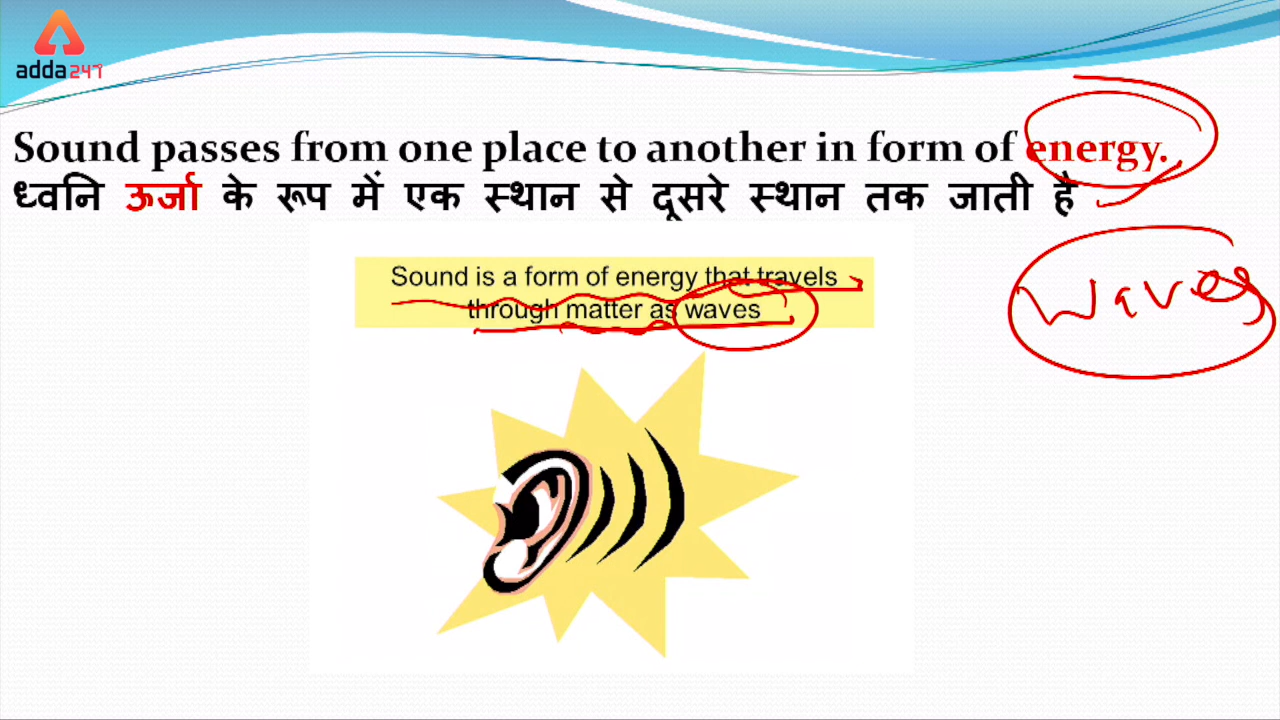 adda247
Sound passes from one place to another in form of energy.
ध्वनि ऊर्जा के रूप में एक स्थान से दूसरे स्थान तक जाती है
Sound is a form of energy that travels
through matter as waves
Waves